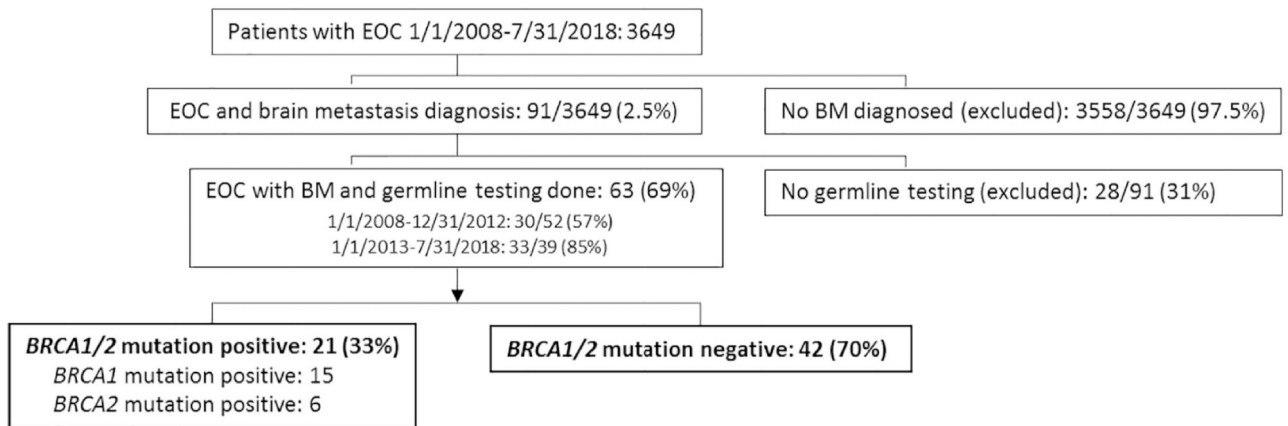 Patients with EOC 1/1/2008-7/31/2018: 3649
EOC and brain metastasis diagnosis: 91/3649 (2.5%)
No BM diagnosed (excluded): 3558/3649 (97.5%)
EOC with BM and germline testing done: 63 (69%)
1/1/2008-12/31/2012: 30/52 (57%)
1/1/2013-7/31/2018: 33/39 (85%)
No germline testing (excluded): 28/91 (31%)
BRCA1/2 mutation positive: 21 (33%)
BRCA1 mutation positive: 15
BRCA2 mutation positive: 6
BRCA1/2 mutation negative: 42 (70%)